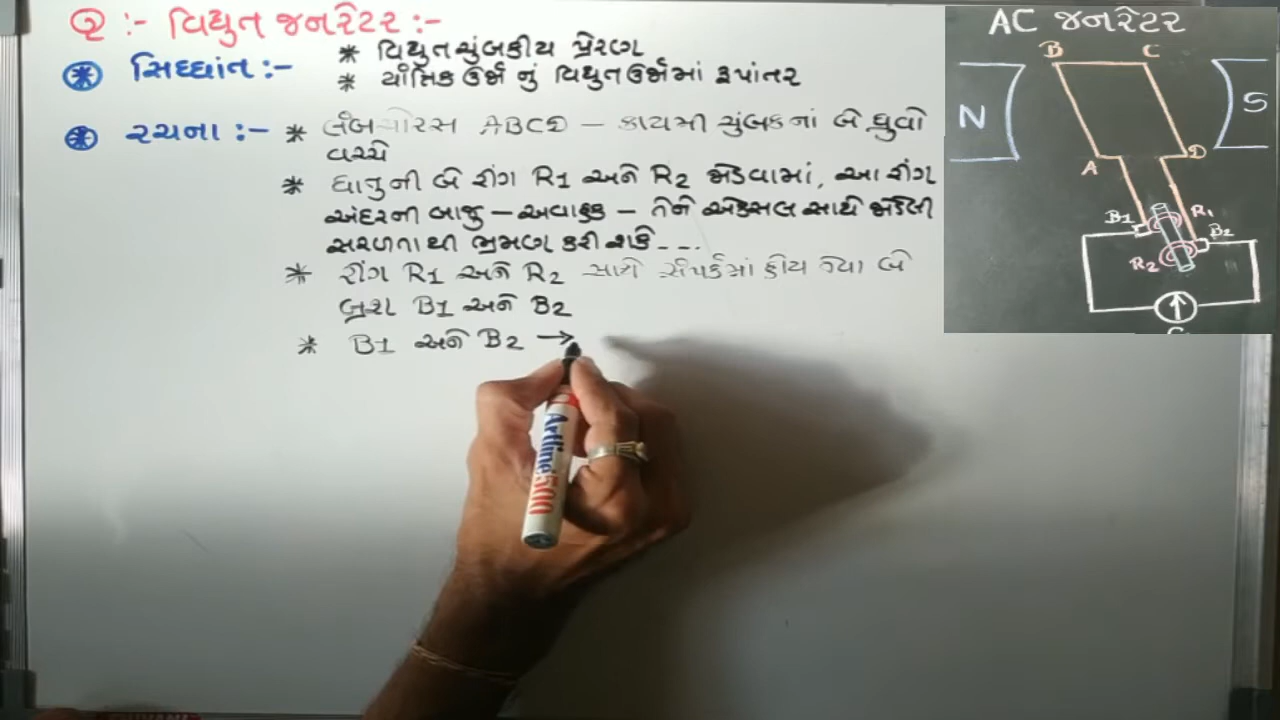 Q :- વિદ્યુત જનરેટર :-
* સિધ્ધાંત :- * વિદ્યુતચુંબકીય પ્રેરણ
* યાંત્રિક ઉર્જા નું વિદ્યુતઉર્જામાં રૂપાંતર
* રચના :- * લંબચોરસ ABCD – કાયમી ચુંબકનાં બે ધ્રુવો
વચ્ચે
* ધાતુની બે રીંગ R1 અને R2 જોડવામાં, આ રીંગ
અંદરની બાજુ – અવાહક – તેને એક્સલ સાથે જોડેલી
સરળતાથી ભ્રમણ કરી શકે ---
* રીંગ R1 અને R2 સાથે સંપર્કમાં હોય ત્યા બે
બ્રશ B1 અને B2
* B1 અને B2 →
AC જનરેટર
B C
N S
A D
B1 R1
B2
R2
Artline 500